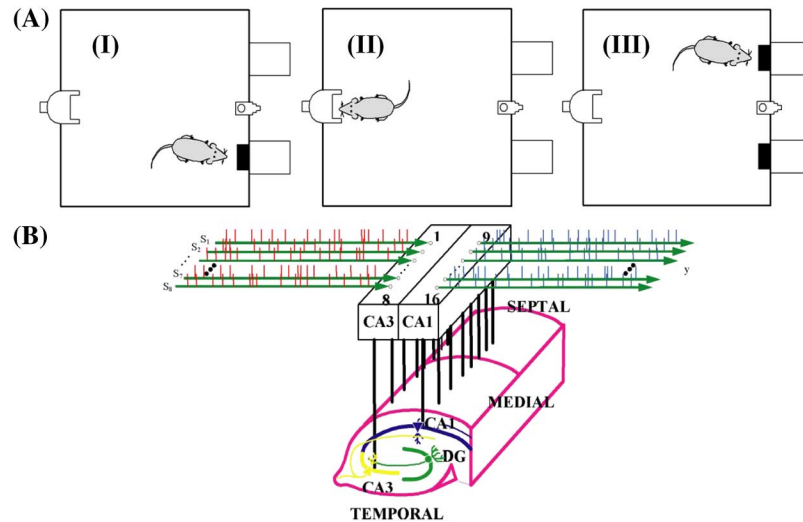 (A)
(I)
(II)
(III)
(B)
S1
S2
S7
S8
1
9
8
16
y
CA3
CA1
SEPTAL
MEDIAL
CA1
DG
CA3
TEMPORAL